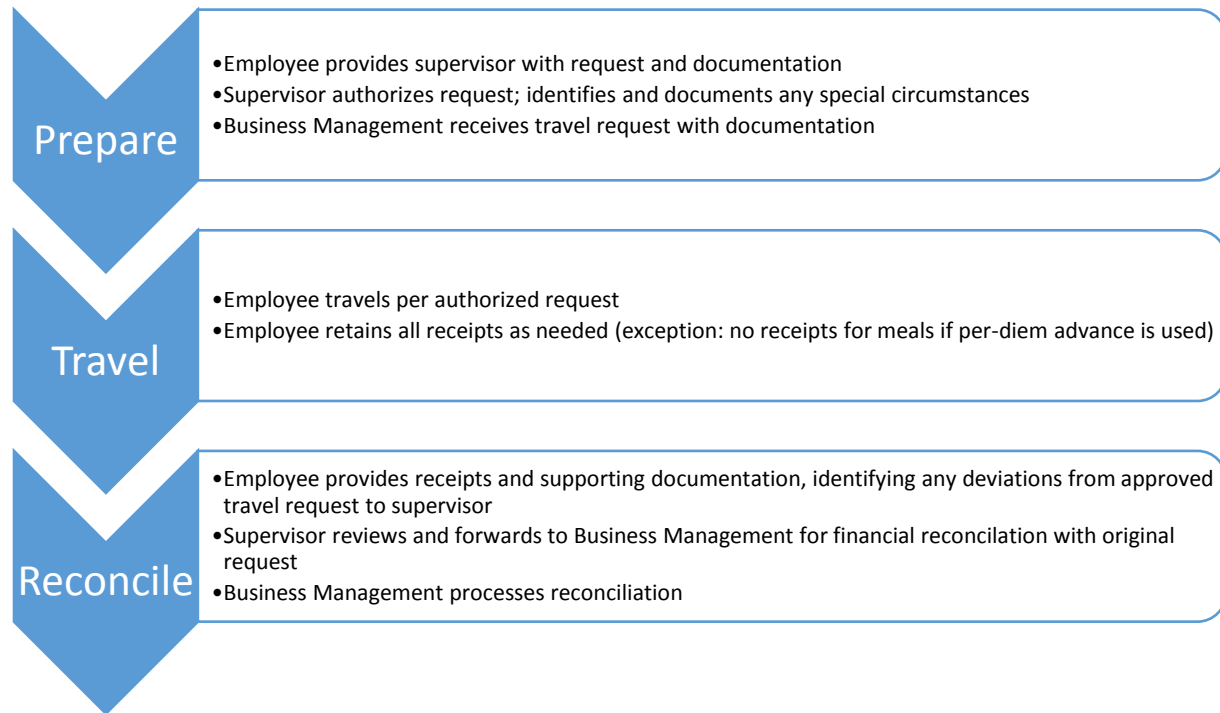 Prepare
•Employee provides supervisor with request and documentation
•Supervisor authorizes request; identifies and documents any special circumstances
•Business Management receives travel request with documentation
Travel
•Employee travels per authorized request
•Employee retains all receipts as needed (exception: no receipts for meals if per-diem advance is used)
Reconcile
•Employee provides receipts and supporting documentation, identifying any deviations from approved
travel request to supervisor
•Supervisor reviews and forwards to Business Management for financial reconcilation with original
request
•Business Management processes reconciliation